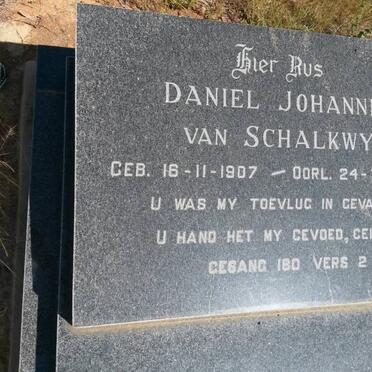 Hier Rus
DANIEL JOHANN
VAN SCHALKWY
GEB. 16-11-1907 — OORL. 24-
U WAS MY TOEVLUG IN GEVA
U HAND HET MY GEVOED, GE
GESANG 180 VERS 2